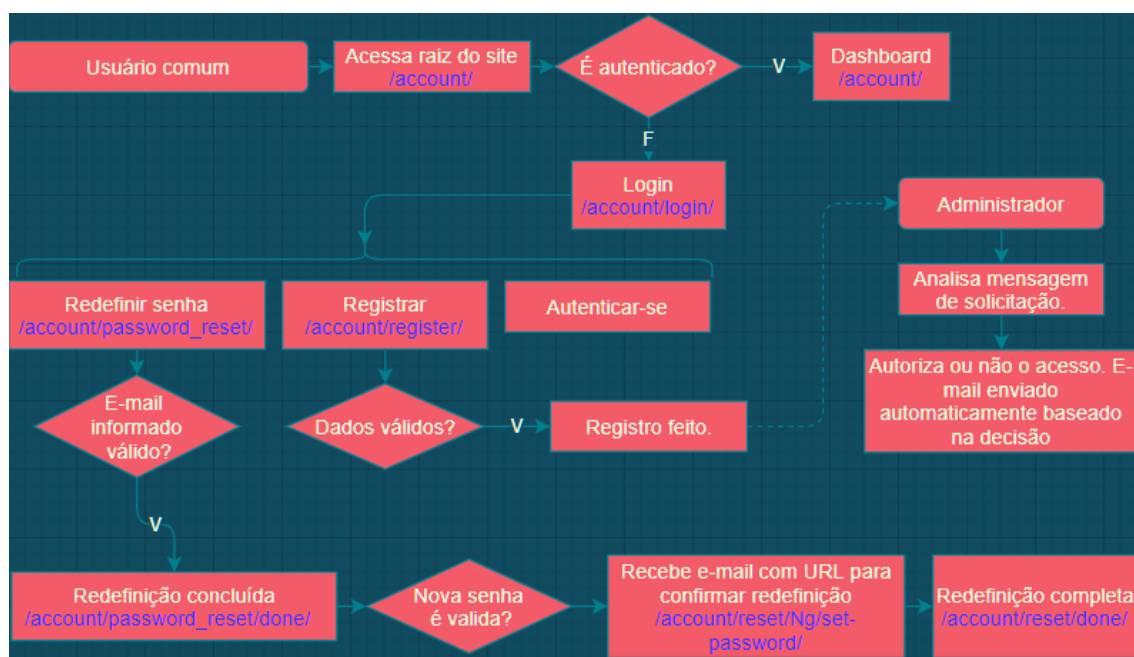 Usuário comum
Acessa raiz do site
/account/
É autenticado?
V
Dashboard
/account/
F
Login
/account/login/
Administrador
Analisa mensagem
de solicitação.
Redefinir senha
/account/password_reset/
Registrar
/account/register/
Autenticar-se
Autoriza ou não o acesso. E-
mail enviado
automaticamente baseado
na decisão
E-mail
informado
válido?
Dados válidos?
V
Registro feito.
V
Redefinição concluída
/account/password_reset/done/
Nova senha
é valida?
Recebe e-mail com URL para
confirmar redefinição
/account/reset/Ng/set-
password/
Redefinição completa
/account/reset/done/